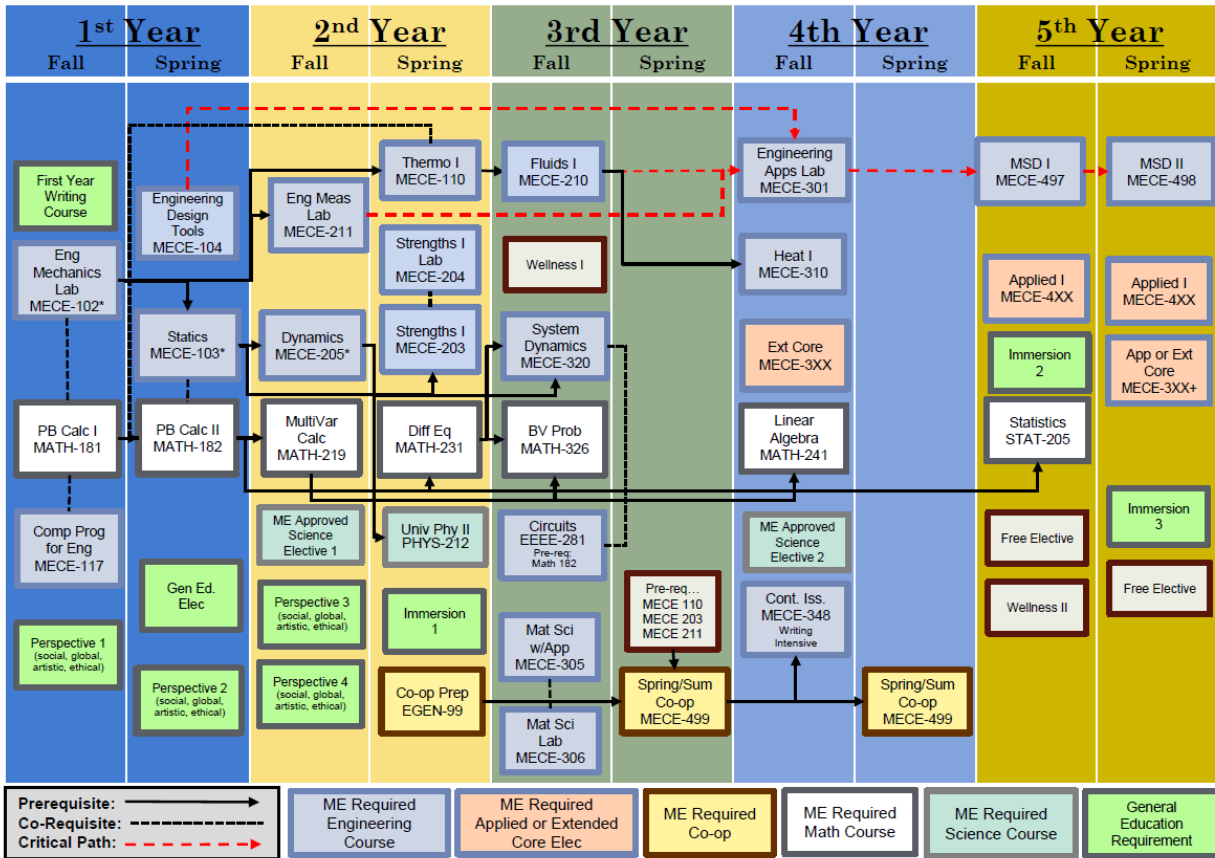 1st Year
2nd Year
3rd Year
4th Year
5th Year
Fall
Spring
Fall
Spring
Fall
Spring
Fall
Spring
Fall
Spring
First Year
Writing
Course
Eng
Mechanics
Lab
MECE-102*
PB Calc I
MATH-181
Comp Prog
for Eng
MECE-117
Perspective 1
(social, global,
artistic, ethical)
Engineering
Design
Tools
MECE-104
Statics
MECE-103*
PB Calc II
MATH-182
Gen Ed.
Elec
Perspective 2
(social, global,
artistic, ethical)
Eng Meas
Lab
MECE-211
Dynamics
MECE-205*
MultiVar
Calc
MATH-219
ME Approved
Science
Elective 1
Perspective 3
(social, global,
artistic, ethical)
Perspective 4
(social, global,
artistic, ethical)
Thermo I
MECE-110
Strengths I
Lab
MECE-204
Strengths I
MECE-203
Diff Eq
MATH-231
Univ Phy II
PHYS-212
Immersion
1
Co-op Prep
EGEN-99
Fluids I
MECE-210
Wellness I
System
Dynamics
MECE-320
BV Prob
MATH-326
Circuits
EEEE-281
Pre-req:
Math 182
Mat Sci
w/App
MECE-305
Mat Sci
Lab
MECE-306
Pre-req...
MECE 110
MECE 203
MECE 211
Spring/Sum
Co-op
MECE-499
Engineering
Apps Lab
MECE-301
Heat I
MECE-310
Ext Core
MECE-3XX
Linear
Algebra
MATH-241
ME Approved
Science
Elective 2
Cont. Iss.
MECE-348
Writing
Intensive
Spring/Sum
Co-op
MECE-499
MSD I
MECE-497
Applied I
MECE-4XX
Immersion
2
Statistics
STAT-205
Free Elective
Wellness II
MSD II
MECE-498
Applied I
MECE-4XX
App or Ext
Core
MECE-3XX+
Immersion
3
Free Elective
Prerequisite:
Co-Requisite:
Critical Path:
ME Required
Engineering
Course
ME Required
Applied or Extended
Core Elec
ME Required
Co-op
ME Required
Math Course
ME Required
Science Course
General
Education
Requirement